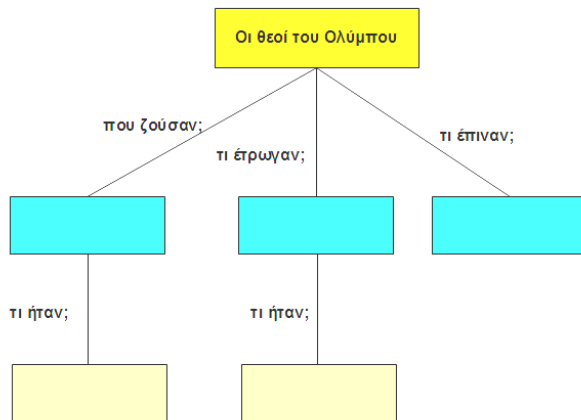 Οι θεοί του Ολύμπου
που ζούσαν;
τι έτρωγαν;
τι έπιναν;
τι ήταν;
τι ήταν;